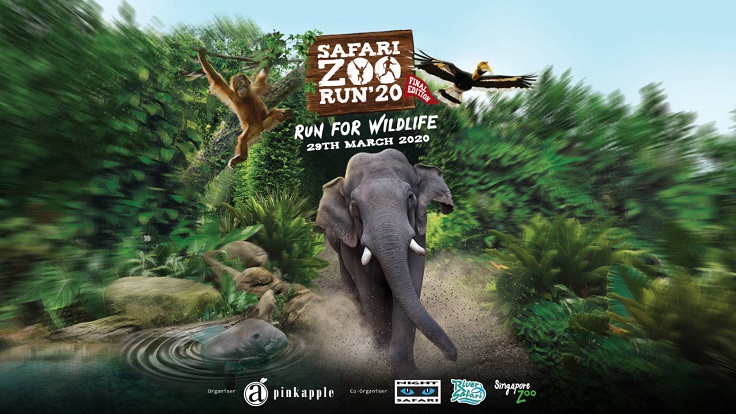 SAFARI
ZOO
RUN'20
FINAL
EDITION
RUN FOR WILDLIFE
29TH MARCH 2020
Organiser a pinkapple Co-Organiser NIGHT SAFARI River Safari Singapore Zoo